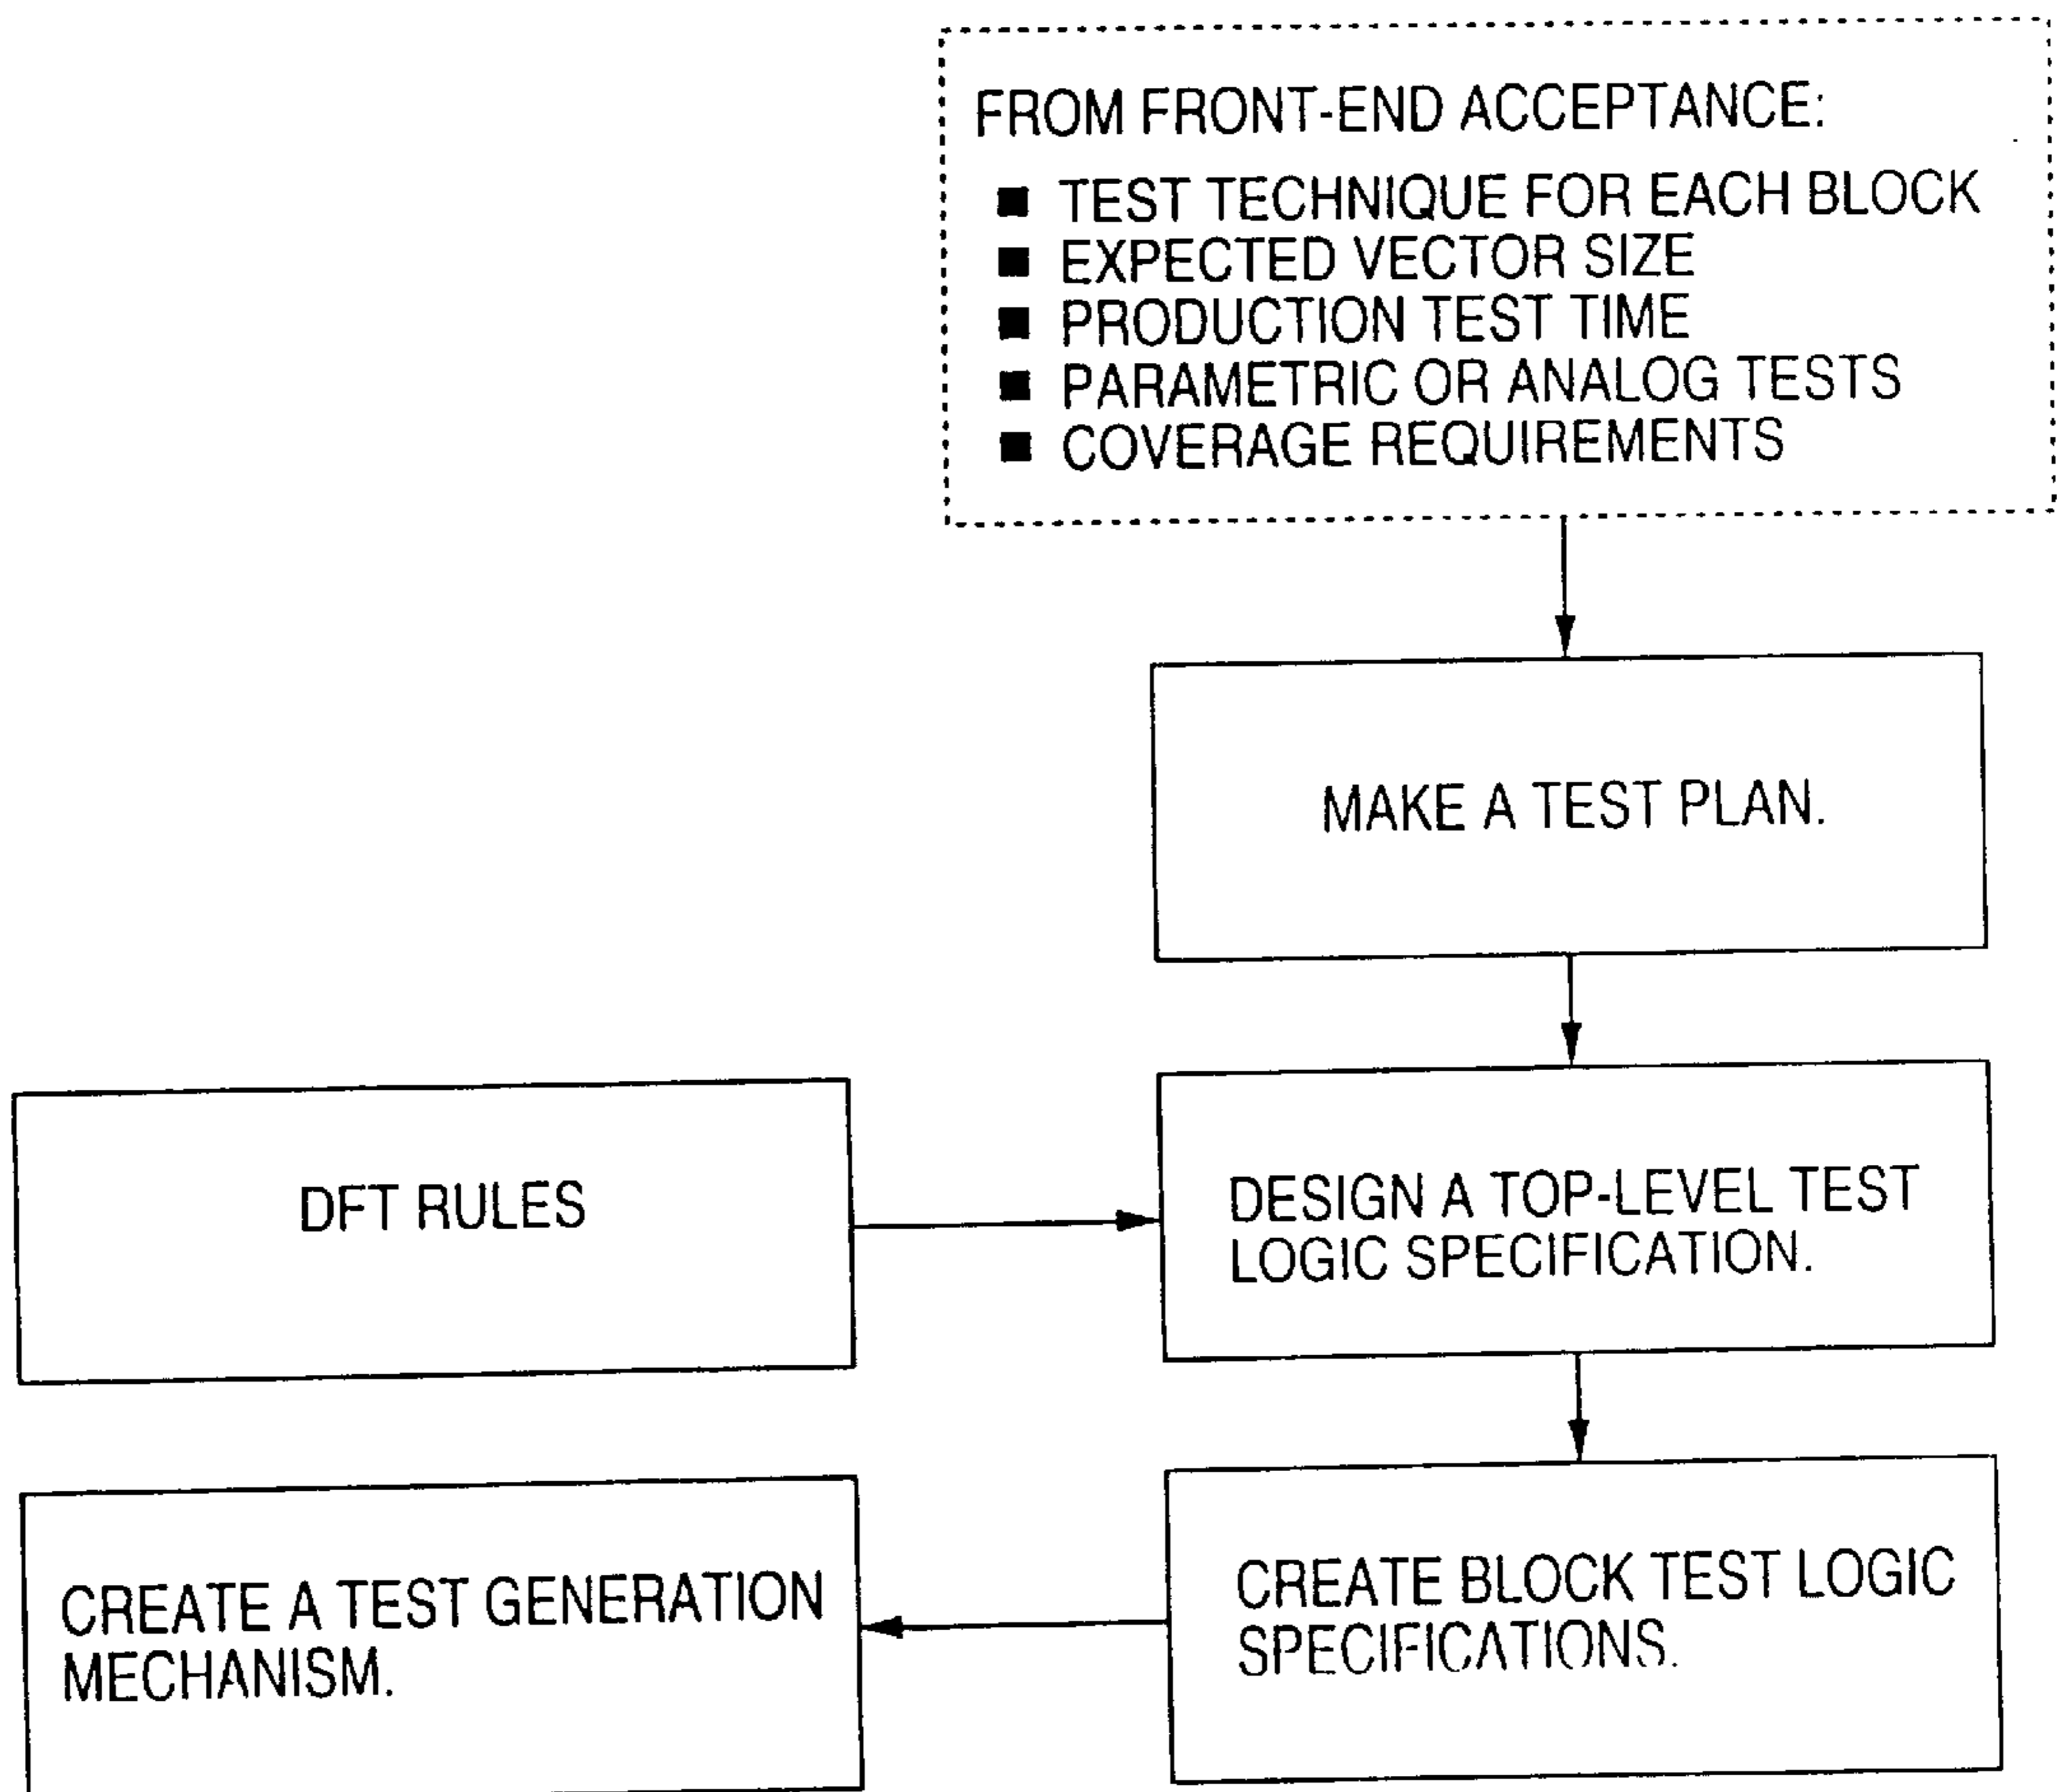 FROM FRONT-END ACCEPTANCE:
■ TEST TECHNIQUE FOR EACH BLOCK
■ EXPECTED VECTOR SIZE
■ PRODUCTION TEST TIME
■ PARAMETRIC OR ANALOG TESTS
■ COVERAGE REQUIREMENTS
MAKE A TEST PLAN.
DFT RULES
DESIGN A TOP-LEVEL TEST
LOGIC SPECIFICATION.
CREATE BLOCK TEST LOGIC
SPECIFICATIONS.
CREATE A TEST GENERATION
MECHANISM.